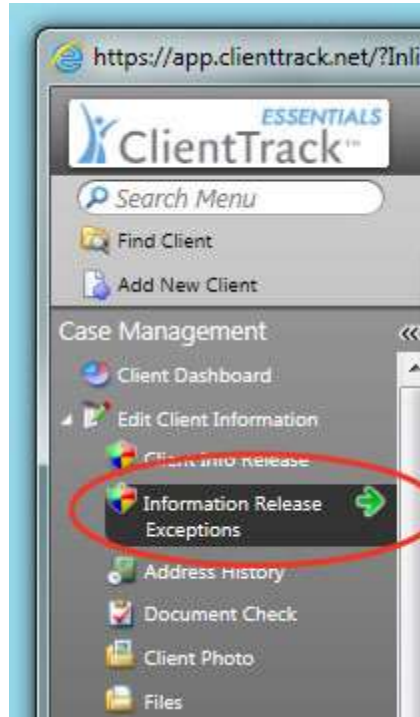 https://app.clienttrack.net/?Inli
ESSENTIALS
ClientTrack™
Search Menu
Find Client
Add New Client
Case Management
Client Dashboard
Edit Client Information
Client Info Release
Information Release
Exceptions
Address History
Document Check
Client Photo
Files